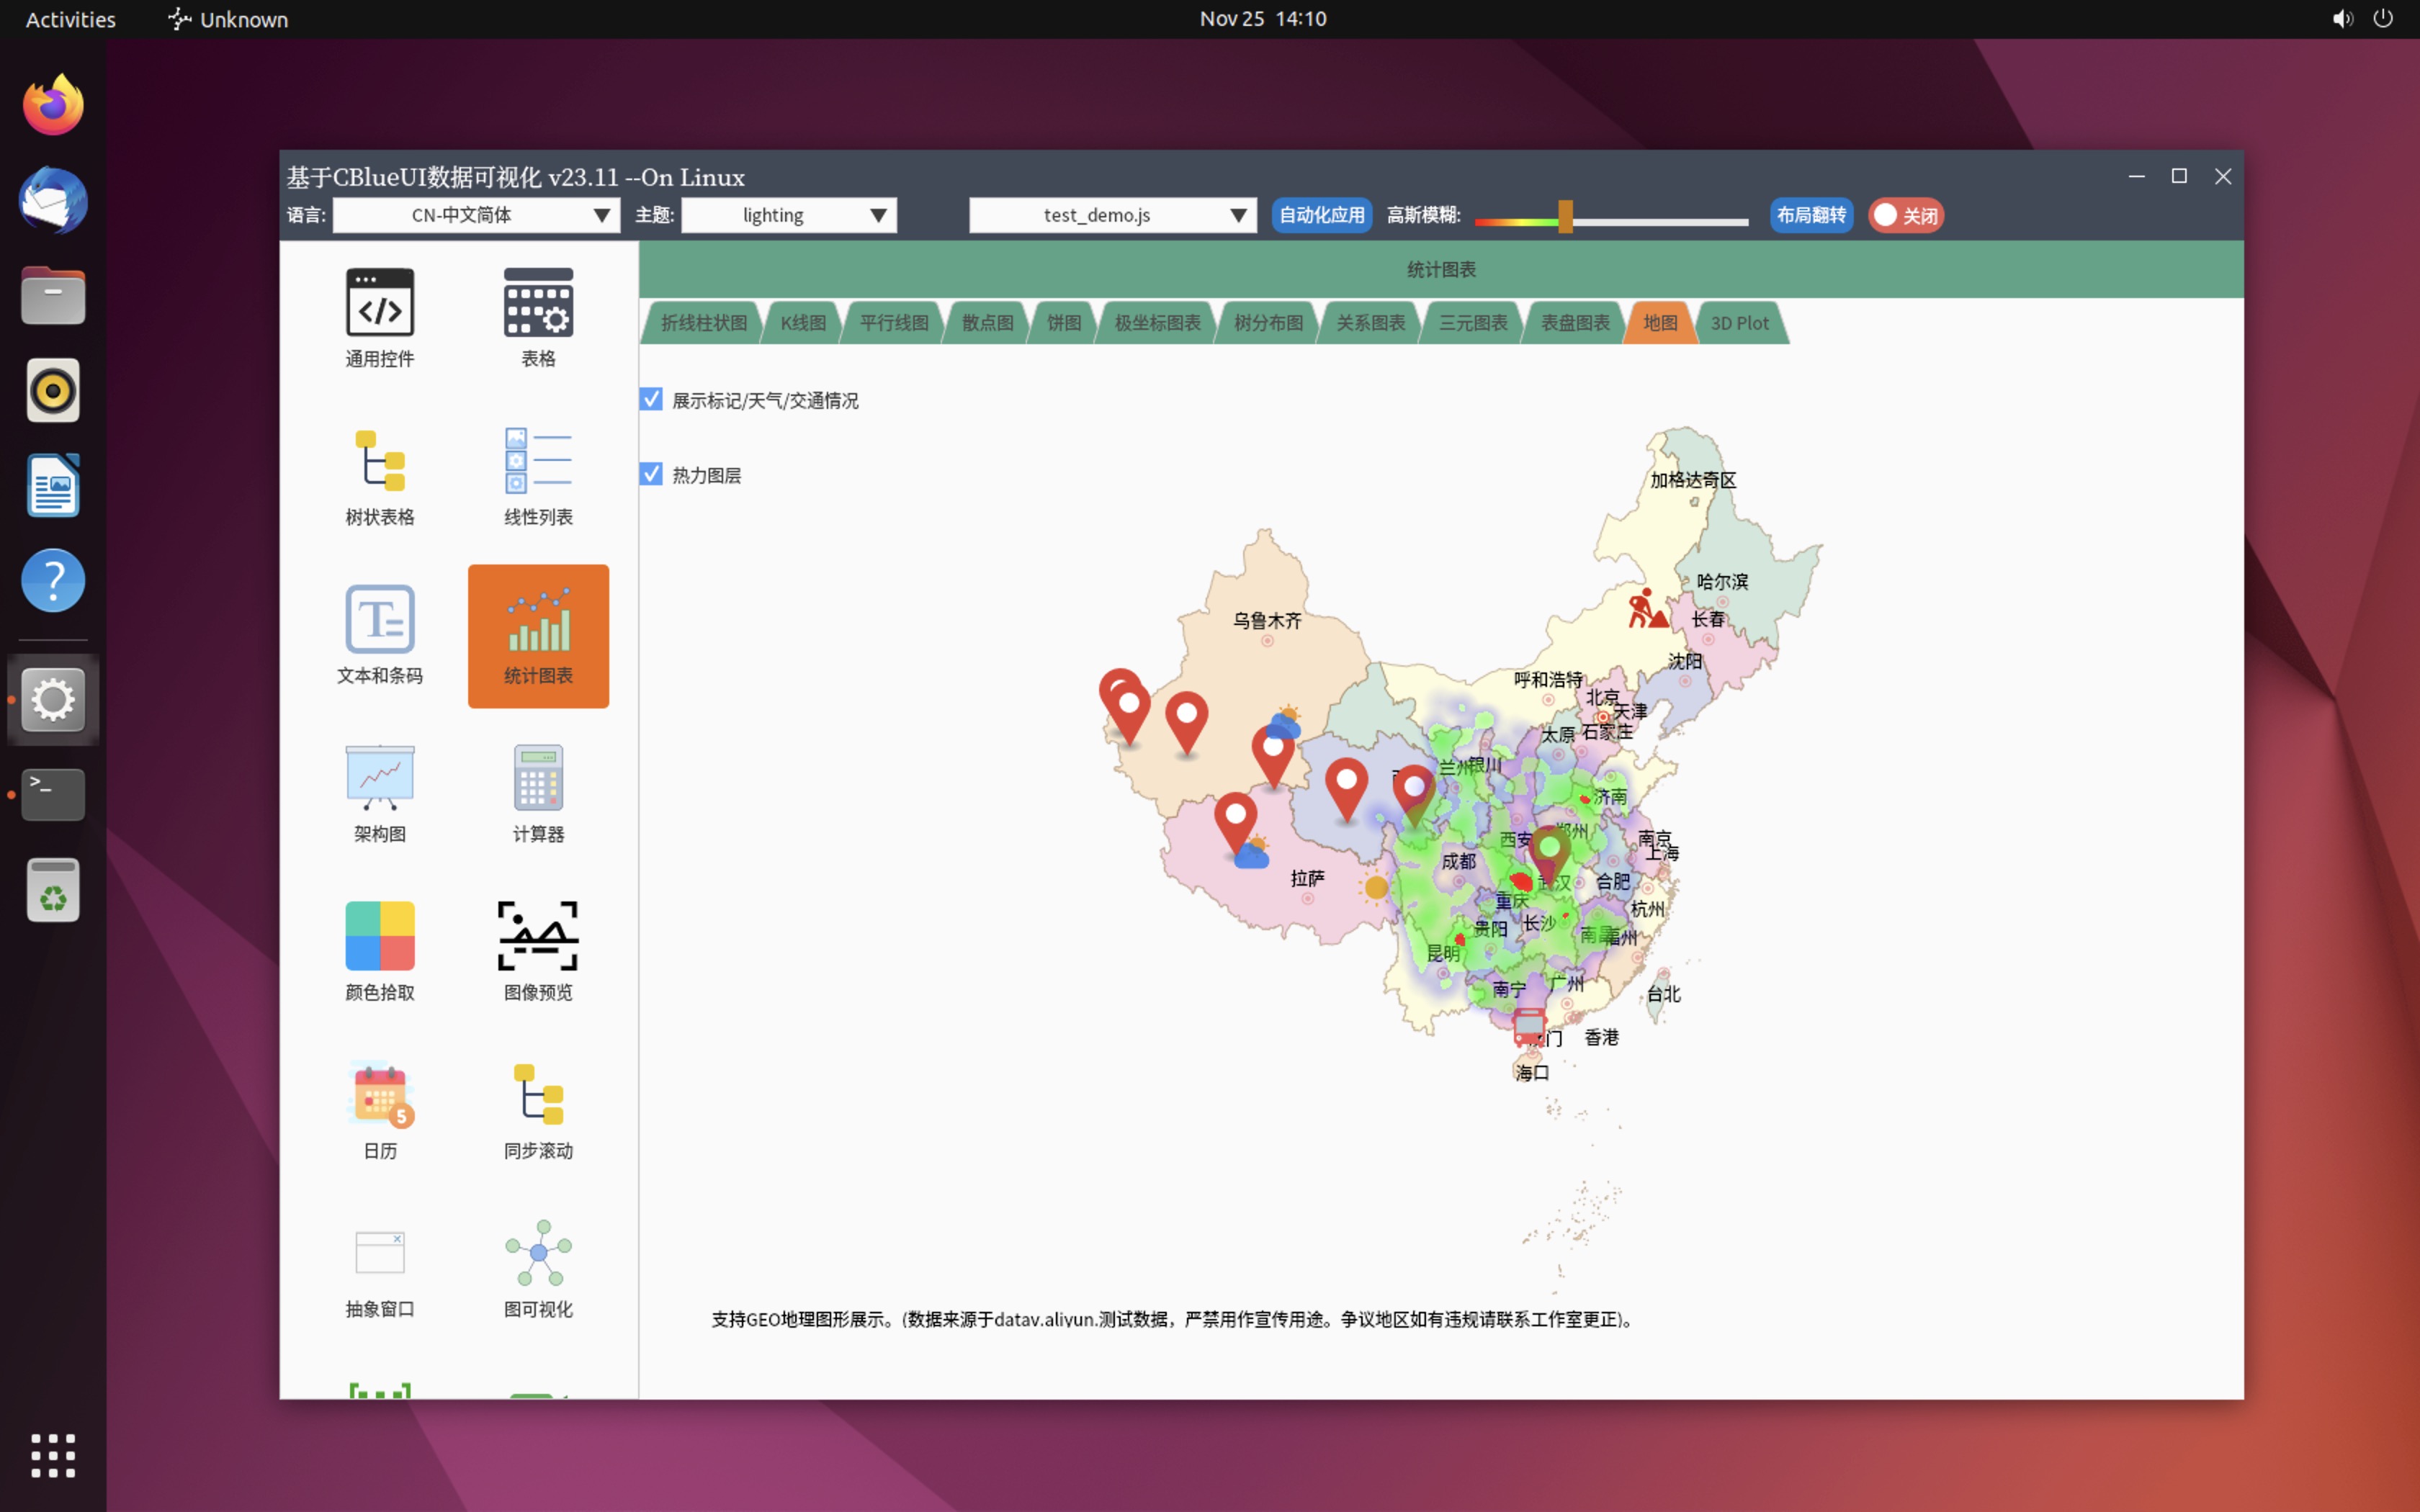 Activities
Unknown
Nov 25 14:10
基于CBlueUI数据可视化 v23.11 --On Linux
语言: CN-中文简体 主题: lighting test_demo.js 自动化应用 高斯模糊: 布局翻转 关闭
统计图表
折线柱状图 K线图 平行线图 散点图 饼图 极坐标图表 树分布图 关系图表 三元图表 表盘图表 地图 3D Plot
通用控件 表格
树状表格 线性列表
文本和条码 统计图表
架构图 计算器
颜色拾取 图像预览
5
日历 同步滚动
抽象窗口 图可视化
展示标记/天气/交通情况
热力图层
加格达奇区
哈尔滨
乌鲁木齐
长春
沈阳
呼和浩特
北京
天津
太原
石家庄
兰州
银川
济南
郑州
西安
南京
上海
成都
拉萨
武汉
合肥
重庆
杭州
长沙
贵阳
南昌
福州
昆明
广州
南宁
台北
门
香港
海口
支持GEO地理图形展示。(数据来源于datav.aliyun.测试数据，严禁用作宣传用途。争议地区如有违规请联系工作室更正)。